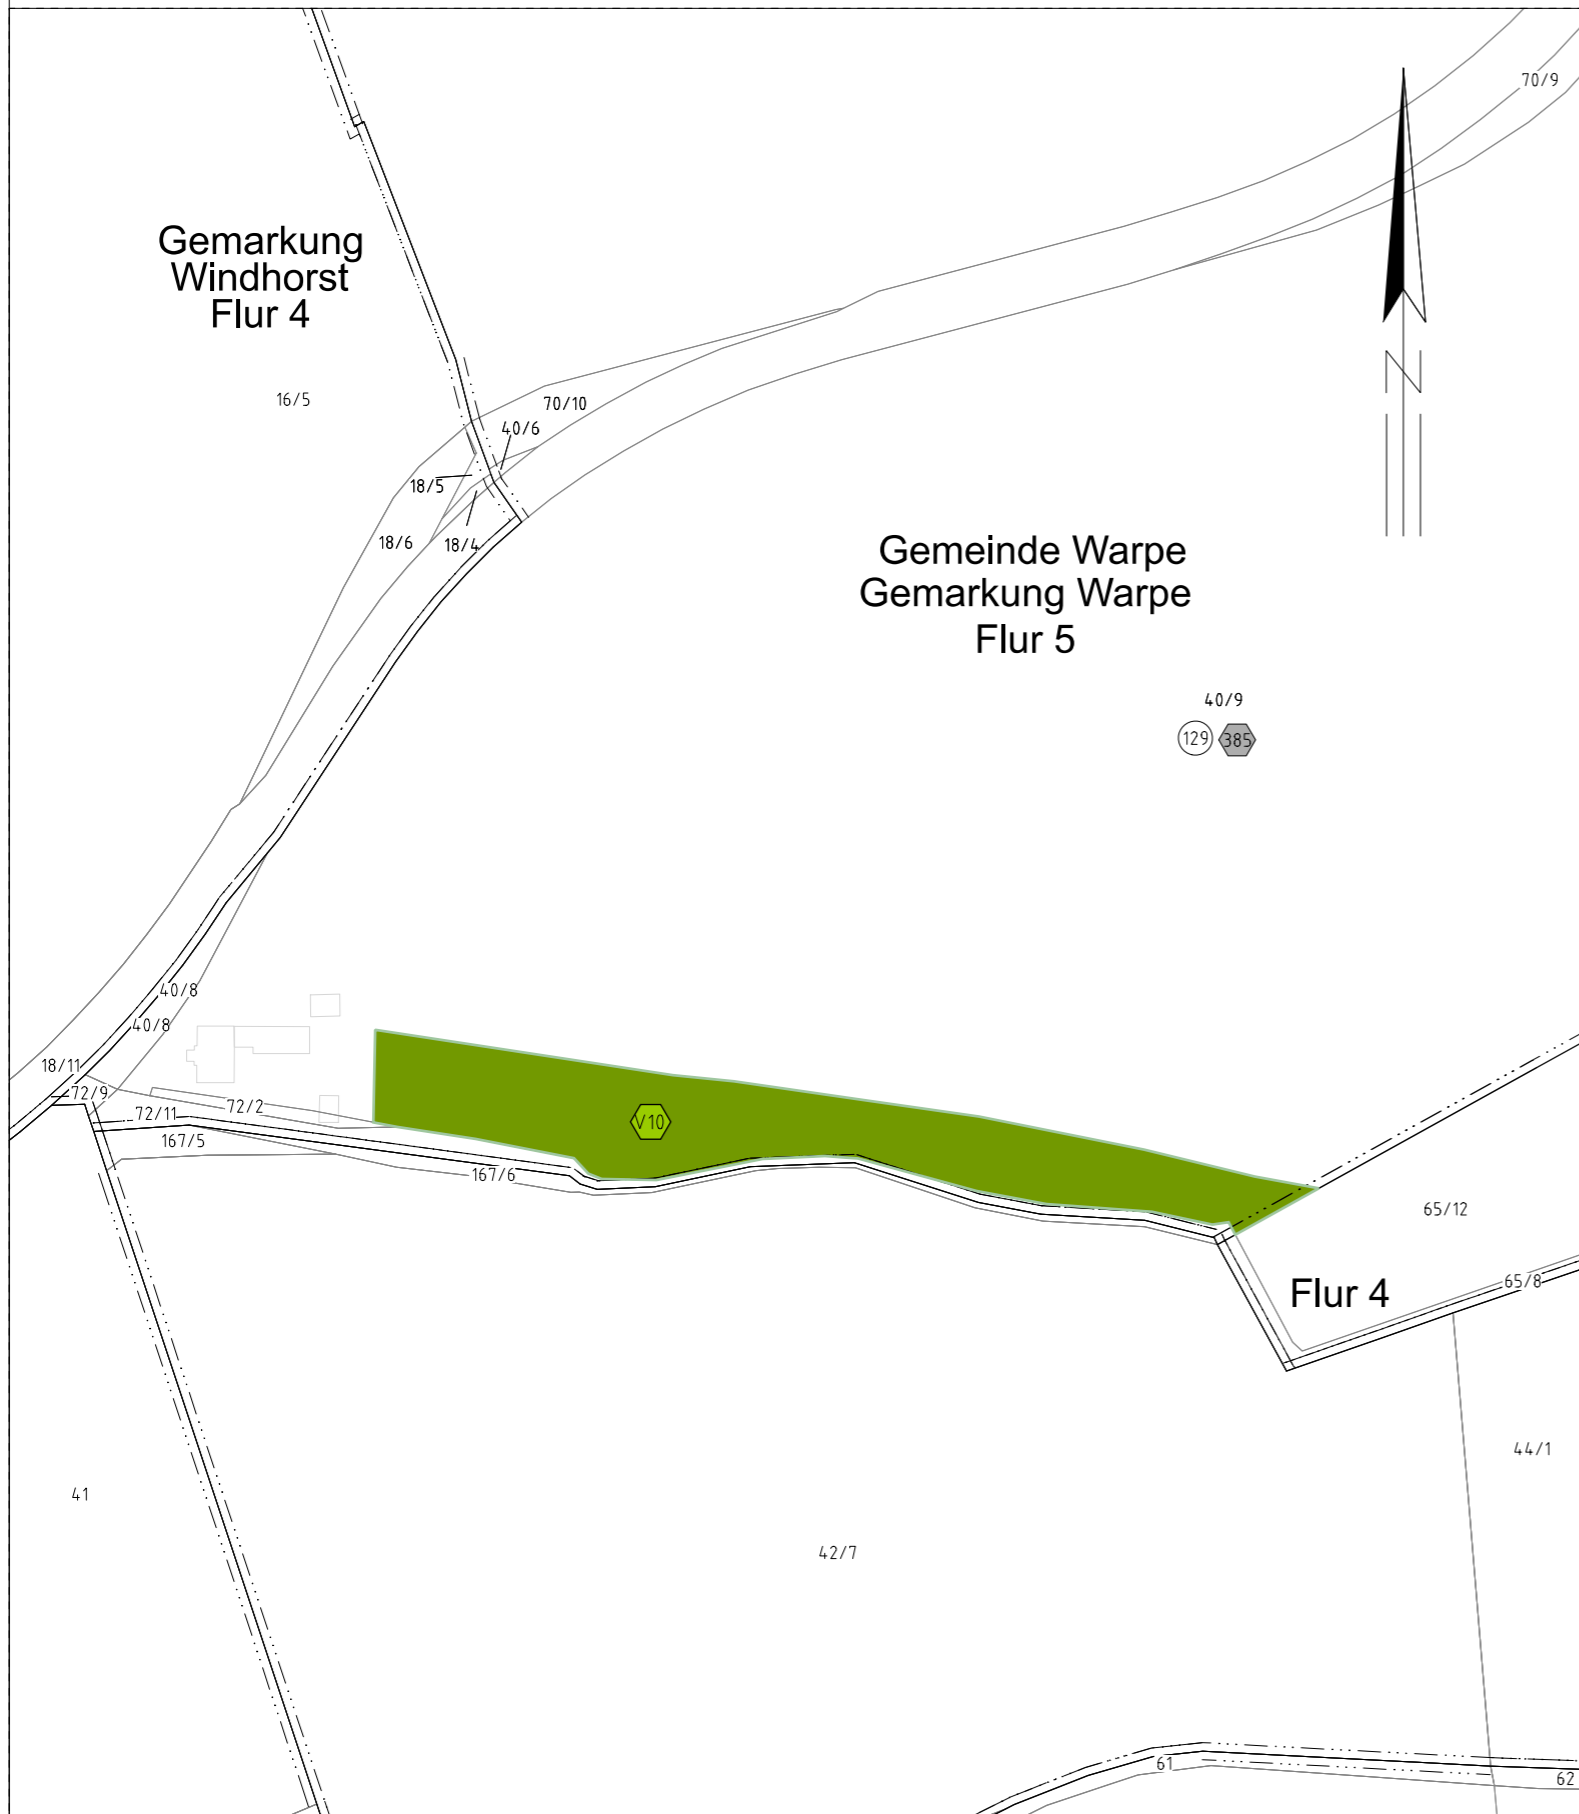 70/9
Gemarkung
Windhorst
Flur 4
16/5
70/10
40/6
18/5
18/6
18/4
Gemeinde Warpe
Gemarkung Warpe
Flur 5
40/9
129
385
N
40/8
40/8
18/11
72/9
72/11
72/2
167/5
167/6
V10
65/12
65/8
Flur 4
44/1
41
42/7
61
62